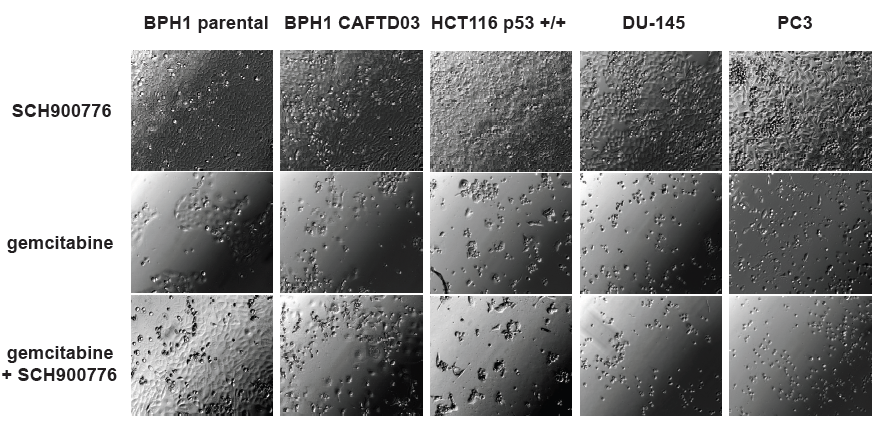 BPH1 parental BPH1 CAFTD03 HCT116 p53 +/+ DU-145 PC3
SCH900776
gemcitabine
gemcitabine
+ SCH900776